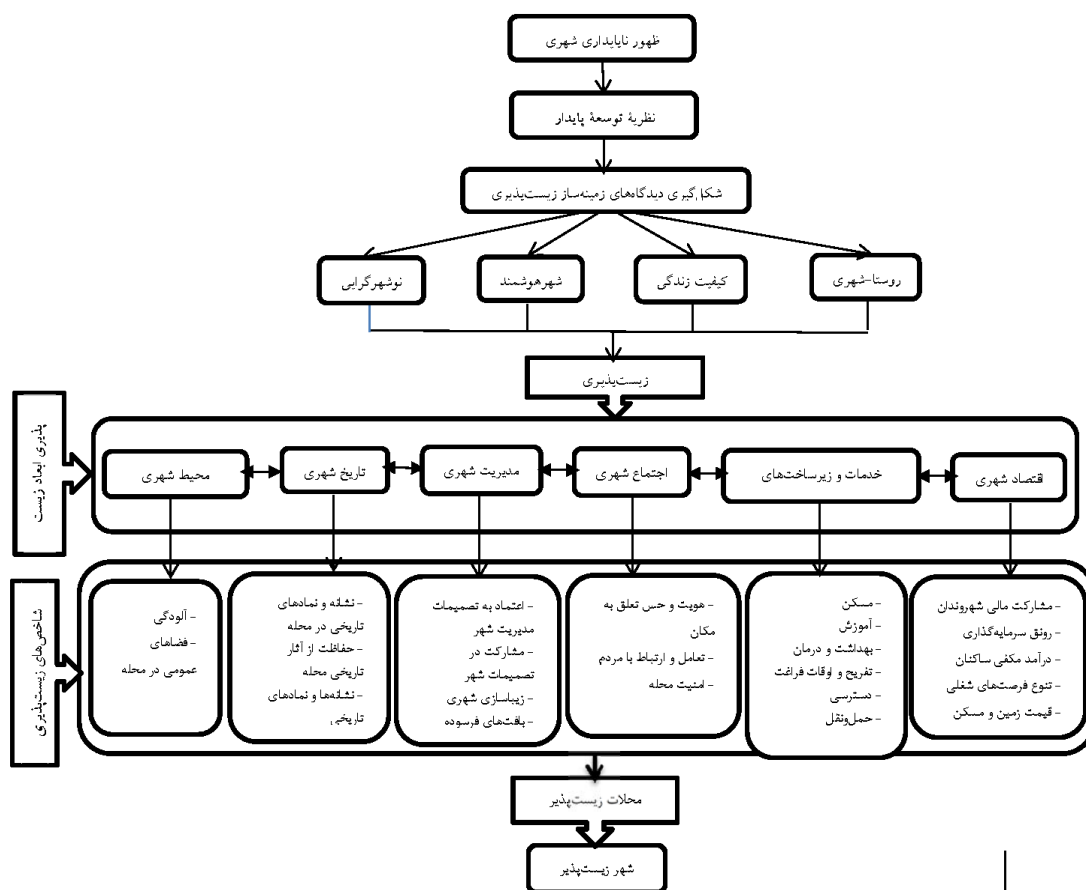 ظهور ناپایداری شهری
نظریهٔ توسعهٔ پایدار
شکل‌گیری دیدگاه‌های زمینه‌ساز زیست‌پذیری
روستا-شهری
کیفیت زندگی
شهرهوشمند
نوشهرگرایی
زیست‌پذیری
پذیری ابعاد زیست
اقتصاد شهری
خدمات و زیرساخت‌های
اجتماع شهری
مدیریت شهری
تاریخ شهری
محیط شهری
شاخص‌های زیست‌پذیری
- مشارکت مالی شهروندان
- رونق سرمایه‌گذاری
- درآمد مکفی ساکنان
- تنوع فرصت‌های شغلی
- قیمت زمین و مسکن
- مسکن
- آموزش
- بهداشت و درمان
- تفریح و اوقات فراغت
- دسترسی
- حمل‌ونقل
- هویت و حس تعلق به
مکان
- تعامل و ارتباط با مردم
- امنیت محله
- اعتماد به تصمیمات
مدیریت شهر
- مشارکت در
تصمیمات شهر
- زیباسازی شهری
- بافت‌های فرسوده
- نشانه و نمادهای
تاریخی در محله
- حفاظت از آثار
تاریخی محله
- نشانه‌ها و نمادهای
تاریخی
- آلودگی
- فضاهای
عمومی در محله
محلات زیست‌پذیر
شهر زیست‌پذیر